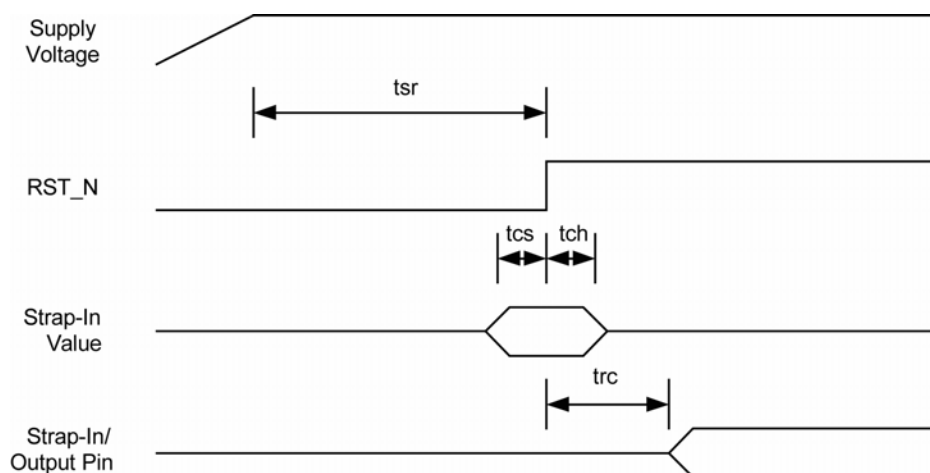 Supply
Voltage
tsr
RST_N
tcs
tch
Strap-In
Value
trc
Strap-In/
Output Pin